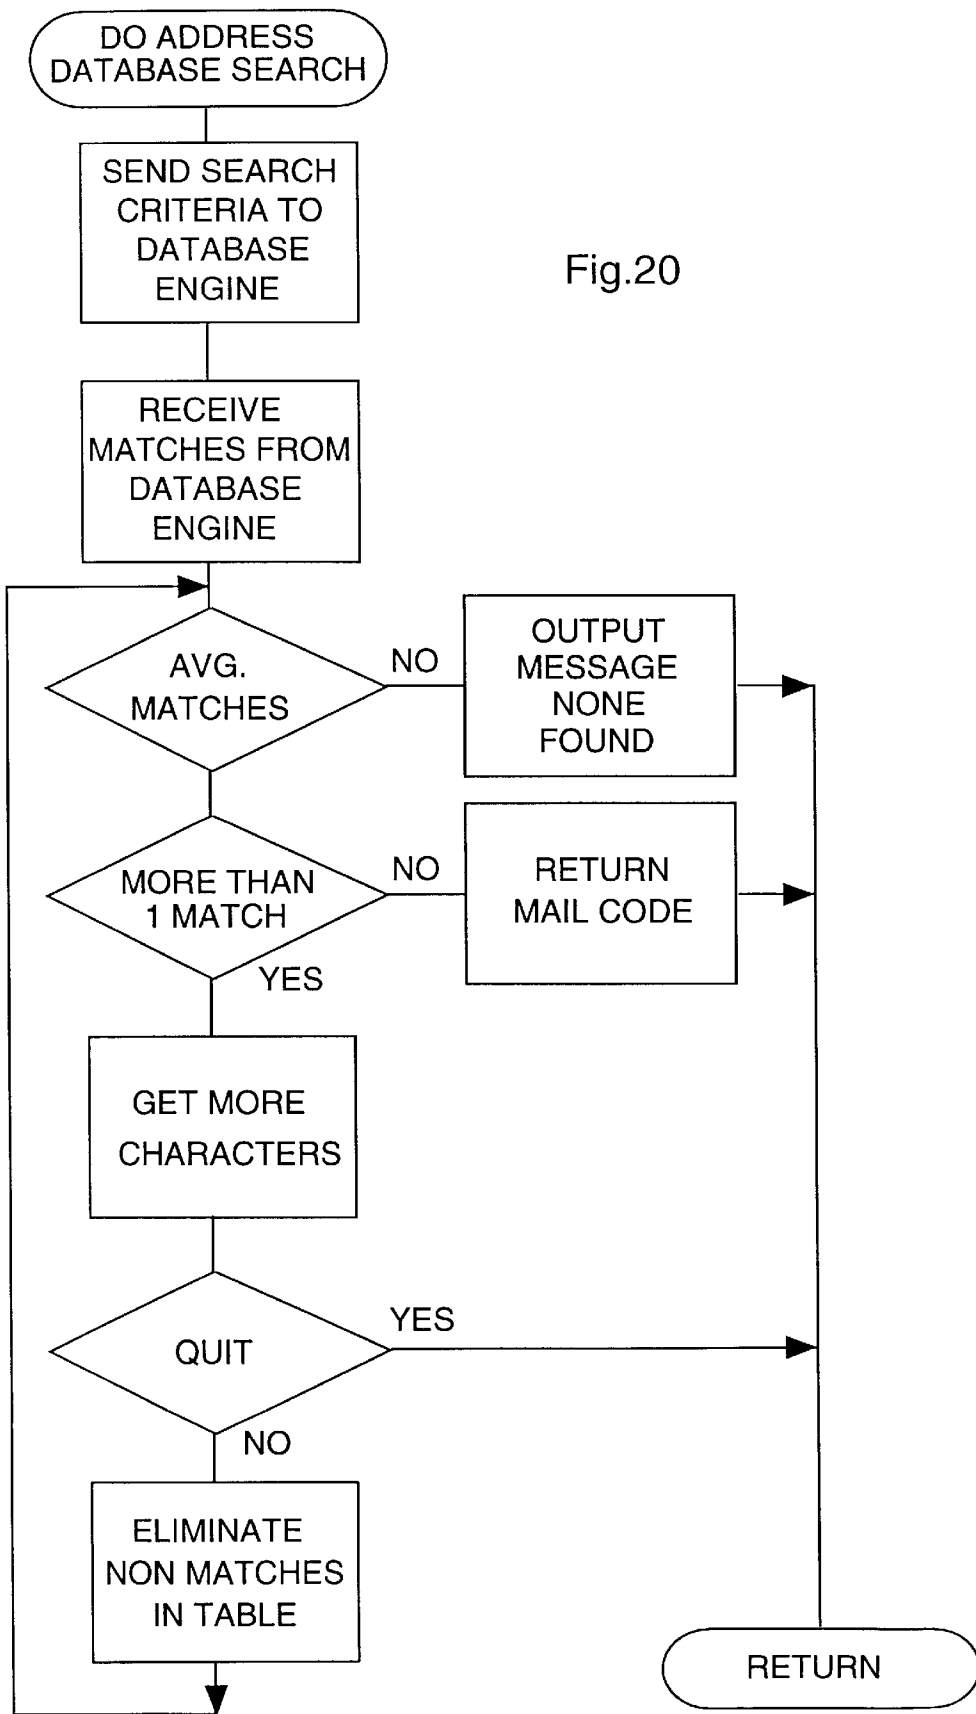 DO ADDRESS
DATABASE SEARCH
SEND SEARCH
CRITERIA TO
DATABASE
ENGINE
Fig.20
RECEIVE
MATCHES FROM
DATABASE
ENGINE
AVG.
MATCHES
NO
OUTPUT
MESSAGE
NONE
FOUND
MORE THAN
1 MATCH
NO
RETURN
MAIL CODE
YES
GET MORE
CHARACTERS
QUIT
YES
NO
ELIMINATE
NON MATCHES
IN TABLE
RETURN